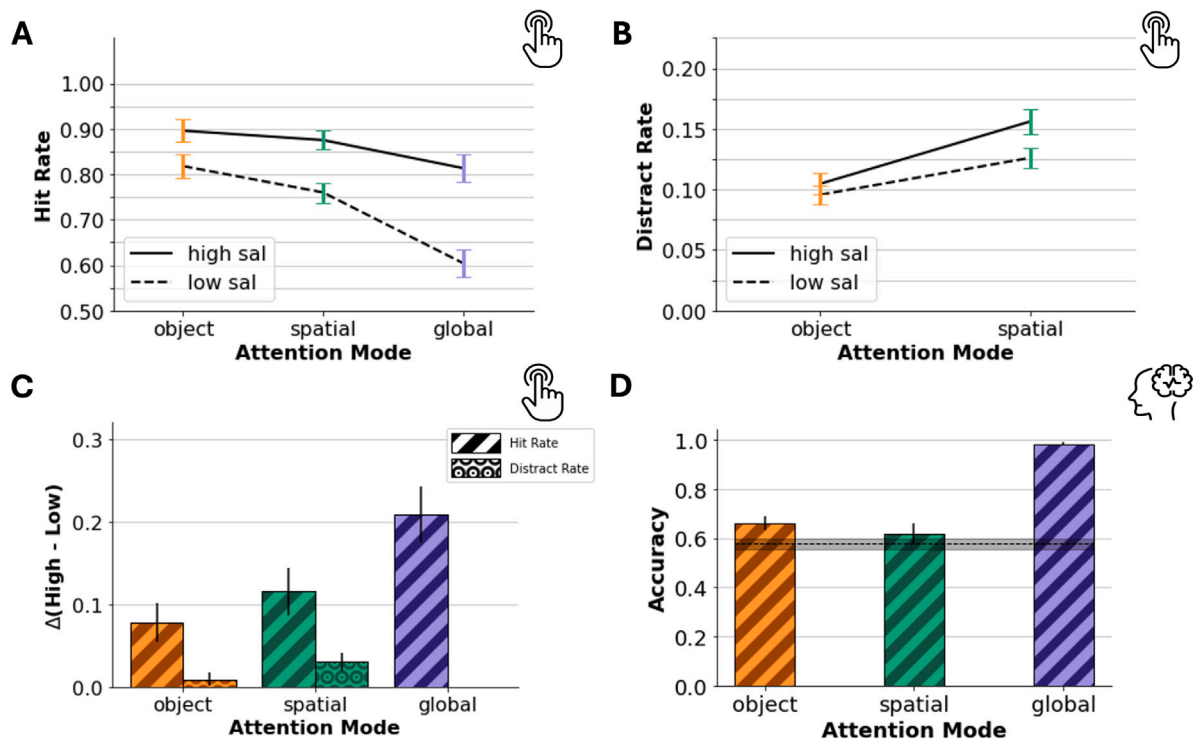 A
Hit Rate
1.00
0.90
0.80
0.70
0.60
0.50
high sal
low sal
object spatial global
Attention Mode
B
Distract Rate
0.20
0.15
0.10
0.05
0.00
high sal
low sal
object spatial
Attention Mode
C
Δ(High - Low)
0.3
0.2
0.1
0.0
Hit Rate
Distract Rate
object spatial global
Attention Mode
D
Accuracy
1.0
0.8
0.6
0.4
0.2
0.0
object spatial global
Attention Mode